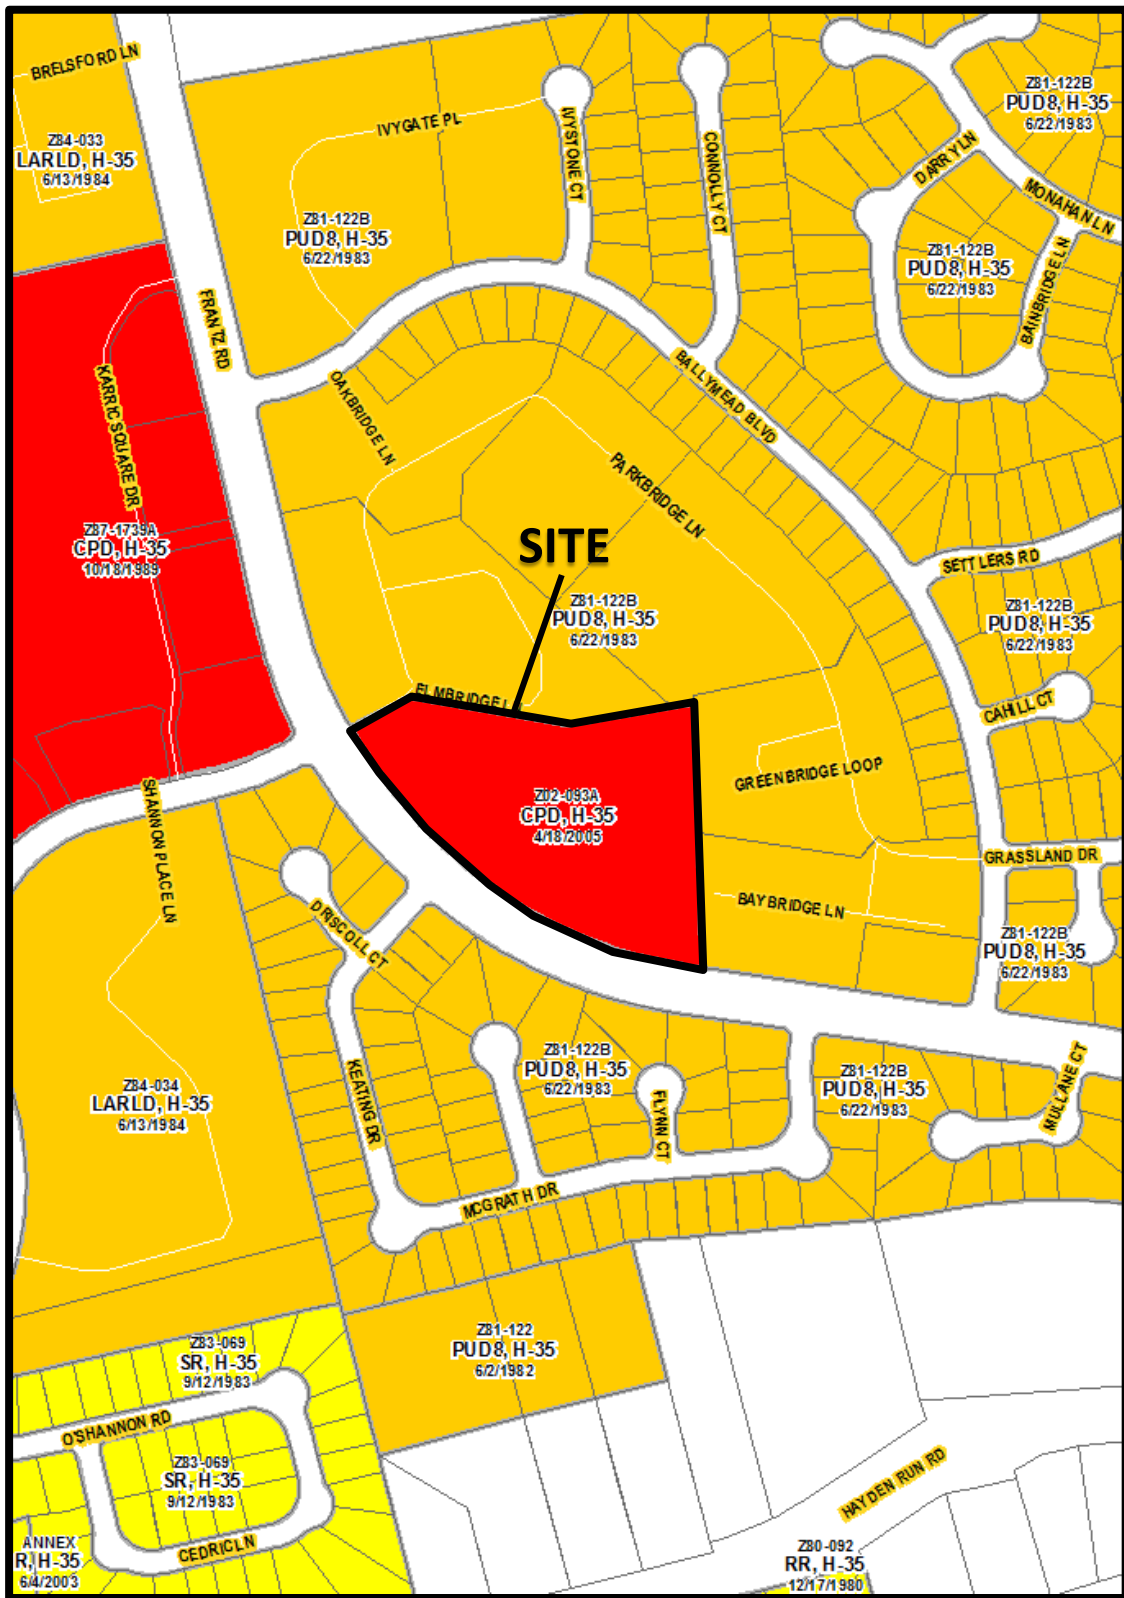 BRELSFORD LN
Z84-033
LARLD, H-35
6/13/1984
IVYGATE PL
IVYSTONE CT
CONNOLLY CT
Z81-122B
PUD8, H-35
6/22/1983
DARRY LN
MONAHAN LN
Z81-122B
PUD8, H-35
6/22/1983
Z81-122B
PUD8, H-35
6/22/1983
BAINBRIDGE LN
FRANTZ RD
KARRIC SQUARE DR
OAKBRIDGE LN
BALLYMEAD BLVD
PARKBRIDGE LN
Z87-1739A
CPD, H-35
10/18/1989
SITE
SETTLERS RD
Z81-122B
PUD8, H-35
6/22/1983
Z81-122B
PUD8, H-35
6/22/1983
ELMBRIDGE L
CAHILL CT
GREENBRIDGE LOOP
SHANNON PLACE LN
Z02-093A
CPD, H-35
4/18/2005
GRASSLAND DR
BAYBRIDGE LN
DRISCOLL CT
Z81-122B
PUD8, H-35
6/22/1983
KEATING DR
Z81-122B
PUD8, H-35
6/22/1983
FLYNN CT
Z81-122B
PUD8, H-35
6/22/1983
MULLANE CT
Z84-034
LARLD, H-35
6/13/1984
MCGRATH DR
Z81-122
PUD8, H-35
6/2/1982
Z83-069
SR, H-35
9/12/1983
O'SHANNON RD
Z83-069
SR, H-35
9/12/1983
HAYDEN RUN RD
CEDRIC LN
ANNEX
R, H-35
6/4/2003
Z80-092
RR, H-35
12/17/1980